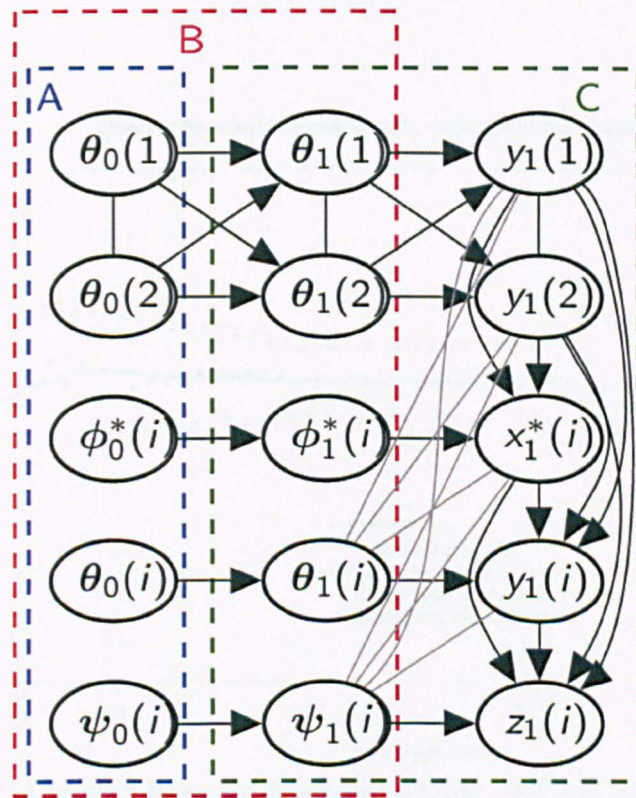 B
A
C
θ₀(1) θ₁(1) y₁(1)
θ₀(2) θ₁(2) y₁(2)
ϕ₀*(i) ϕ₁*(i) x₁*(i)
θ₀(i) θ₁(i) y₁(i)
ψ₀(i ψ₁(i z₁(i)